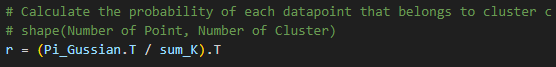 # Calculate the probability of each datapoint that belongs to cluster c
# shape(Number of Point, Number of Cluster)
r = (Pi_Gussian.T / sum_K).T